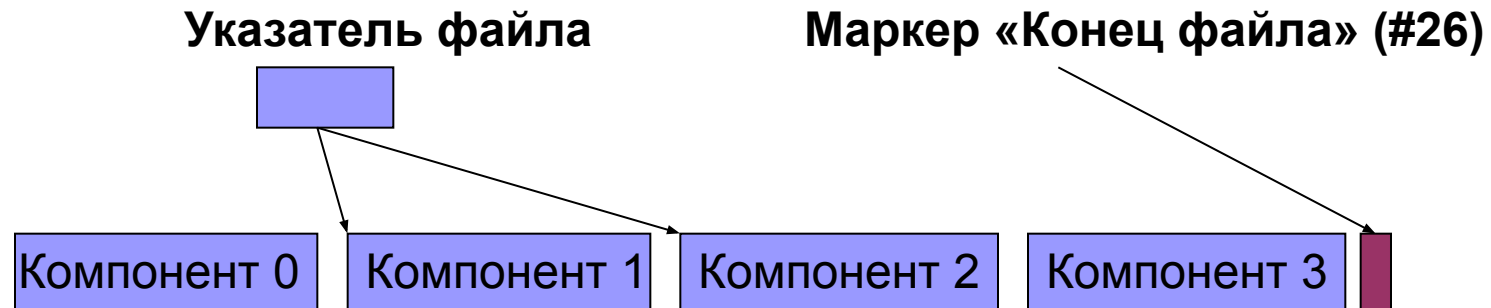 Указатель файла Маркер «Конец файла» (#26)
Компонент 0 Компонент 1 Компонент 2 Компонент 3